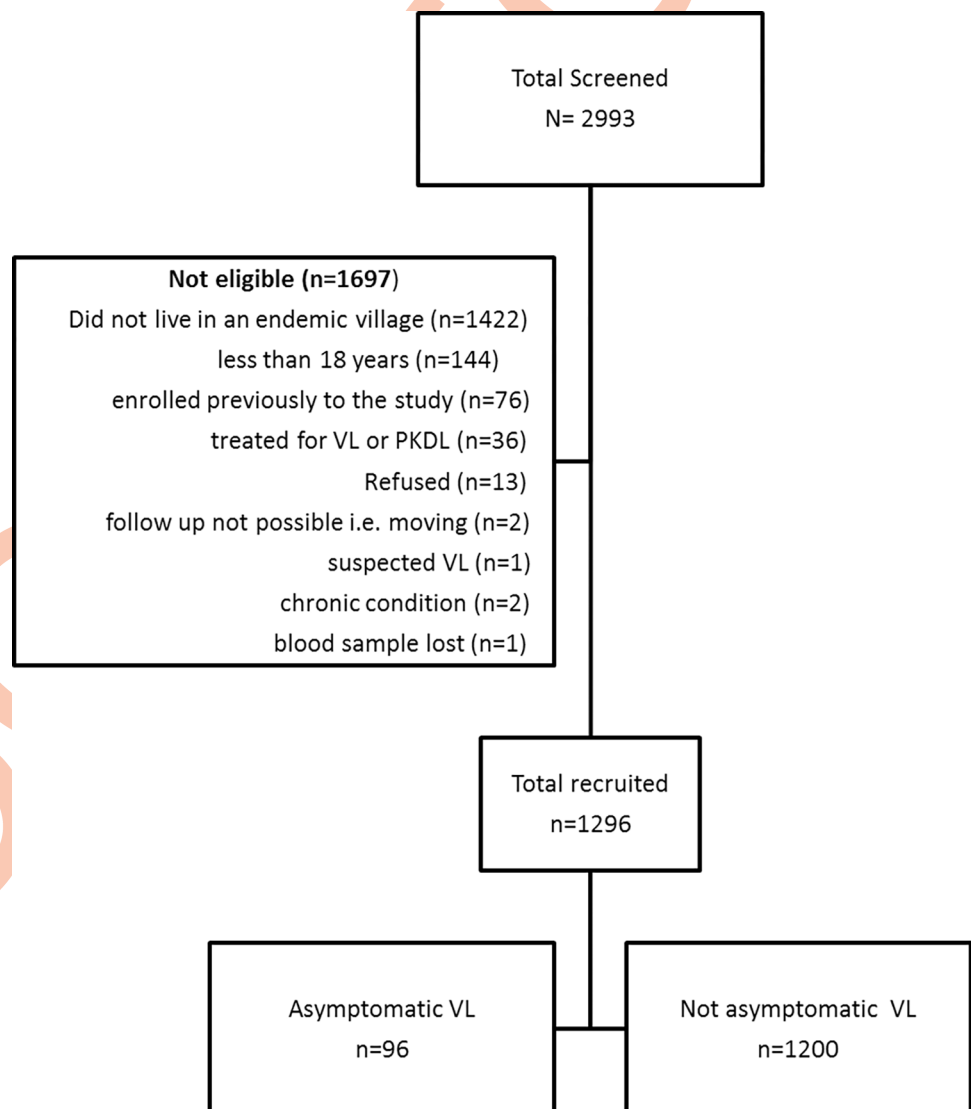 Total Screened
N= 2993
Not eligible (n=1697)
Did not live in an endemic village (n=1422)
less than 18 years (n=144)
enrolled previously to the study (n=76)
treated for VL or PKDL (n=36)
Refused (n=13)
follow up not possible i.e. moving (n=2)
suspected VL (n=1)
chronic condition (n=2)
blood sample lost (n=1)
Total recruited
n=1296
Asymptomatic VL
n=96
Not asymptomatic VL
n=1200